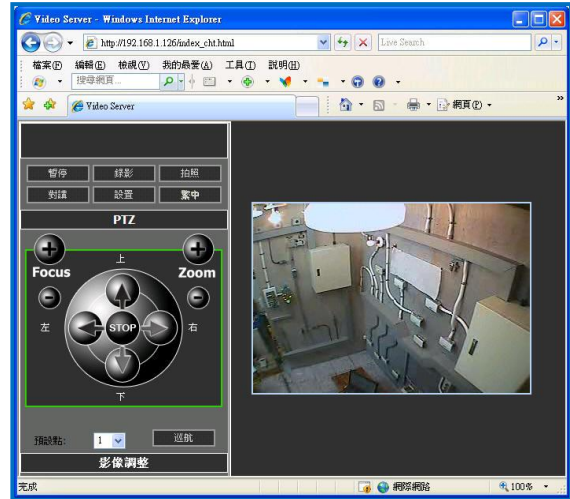 Video Server - Windows Internet Explorer
http://192.168.1.126/index_cht.html
Live Search
檔案(F) 編輯(E) 檢視(V) 我的最愛(A) 工具(T) 說明(H)
搜尋網頁...
Video Server
網頁(P)
»
暫停 錄影 拍照
對講 設置 繁中
PTZ
Focus 上 Zoom
左 STOP 右
下
預設點: 1 巡航
影像調整
完成 網際網路 100%